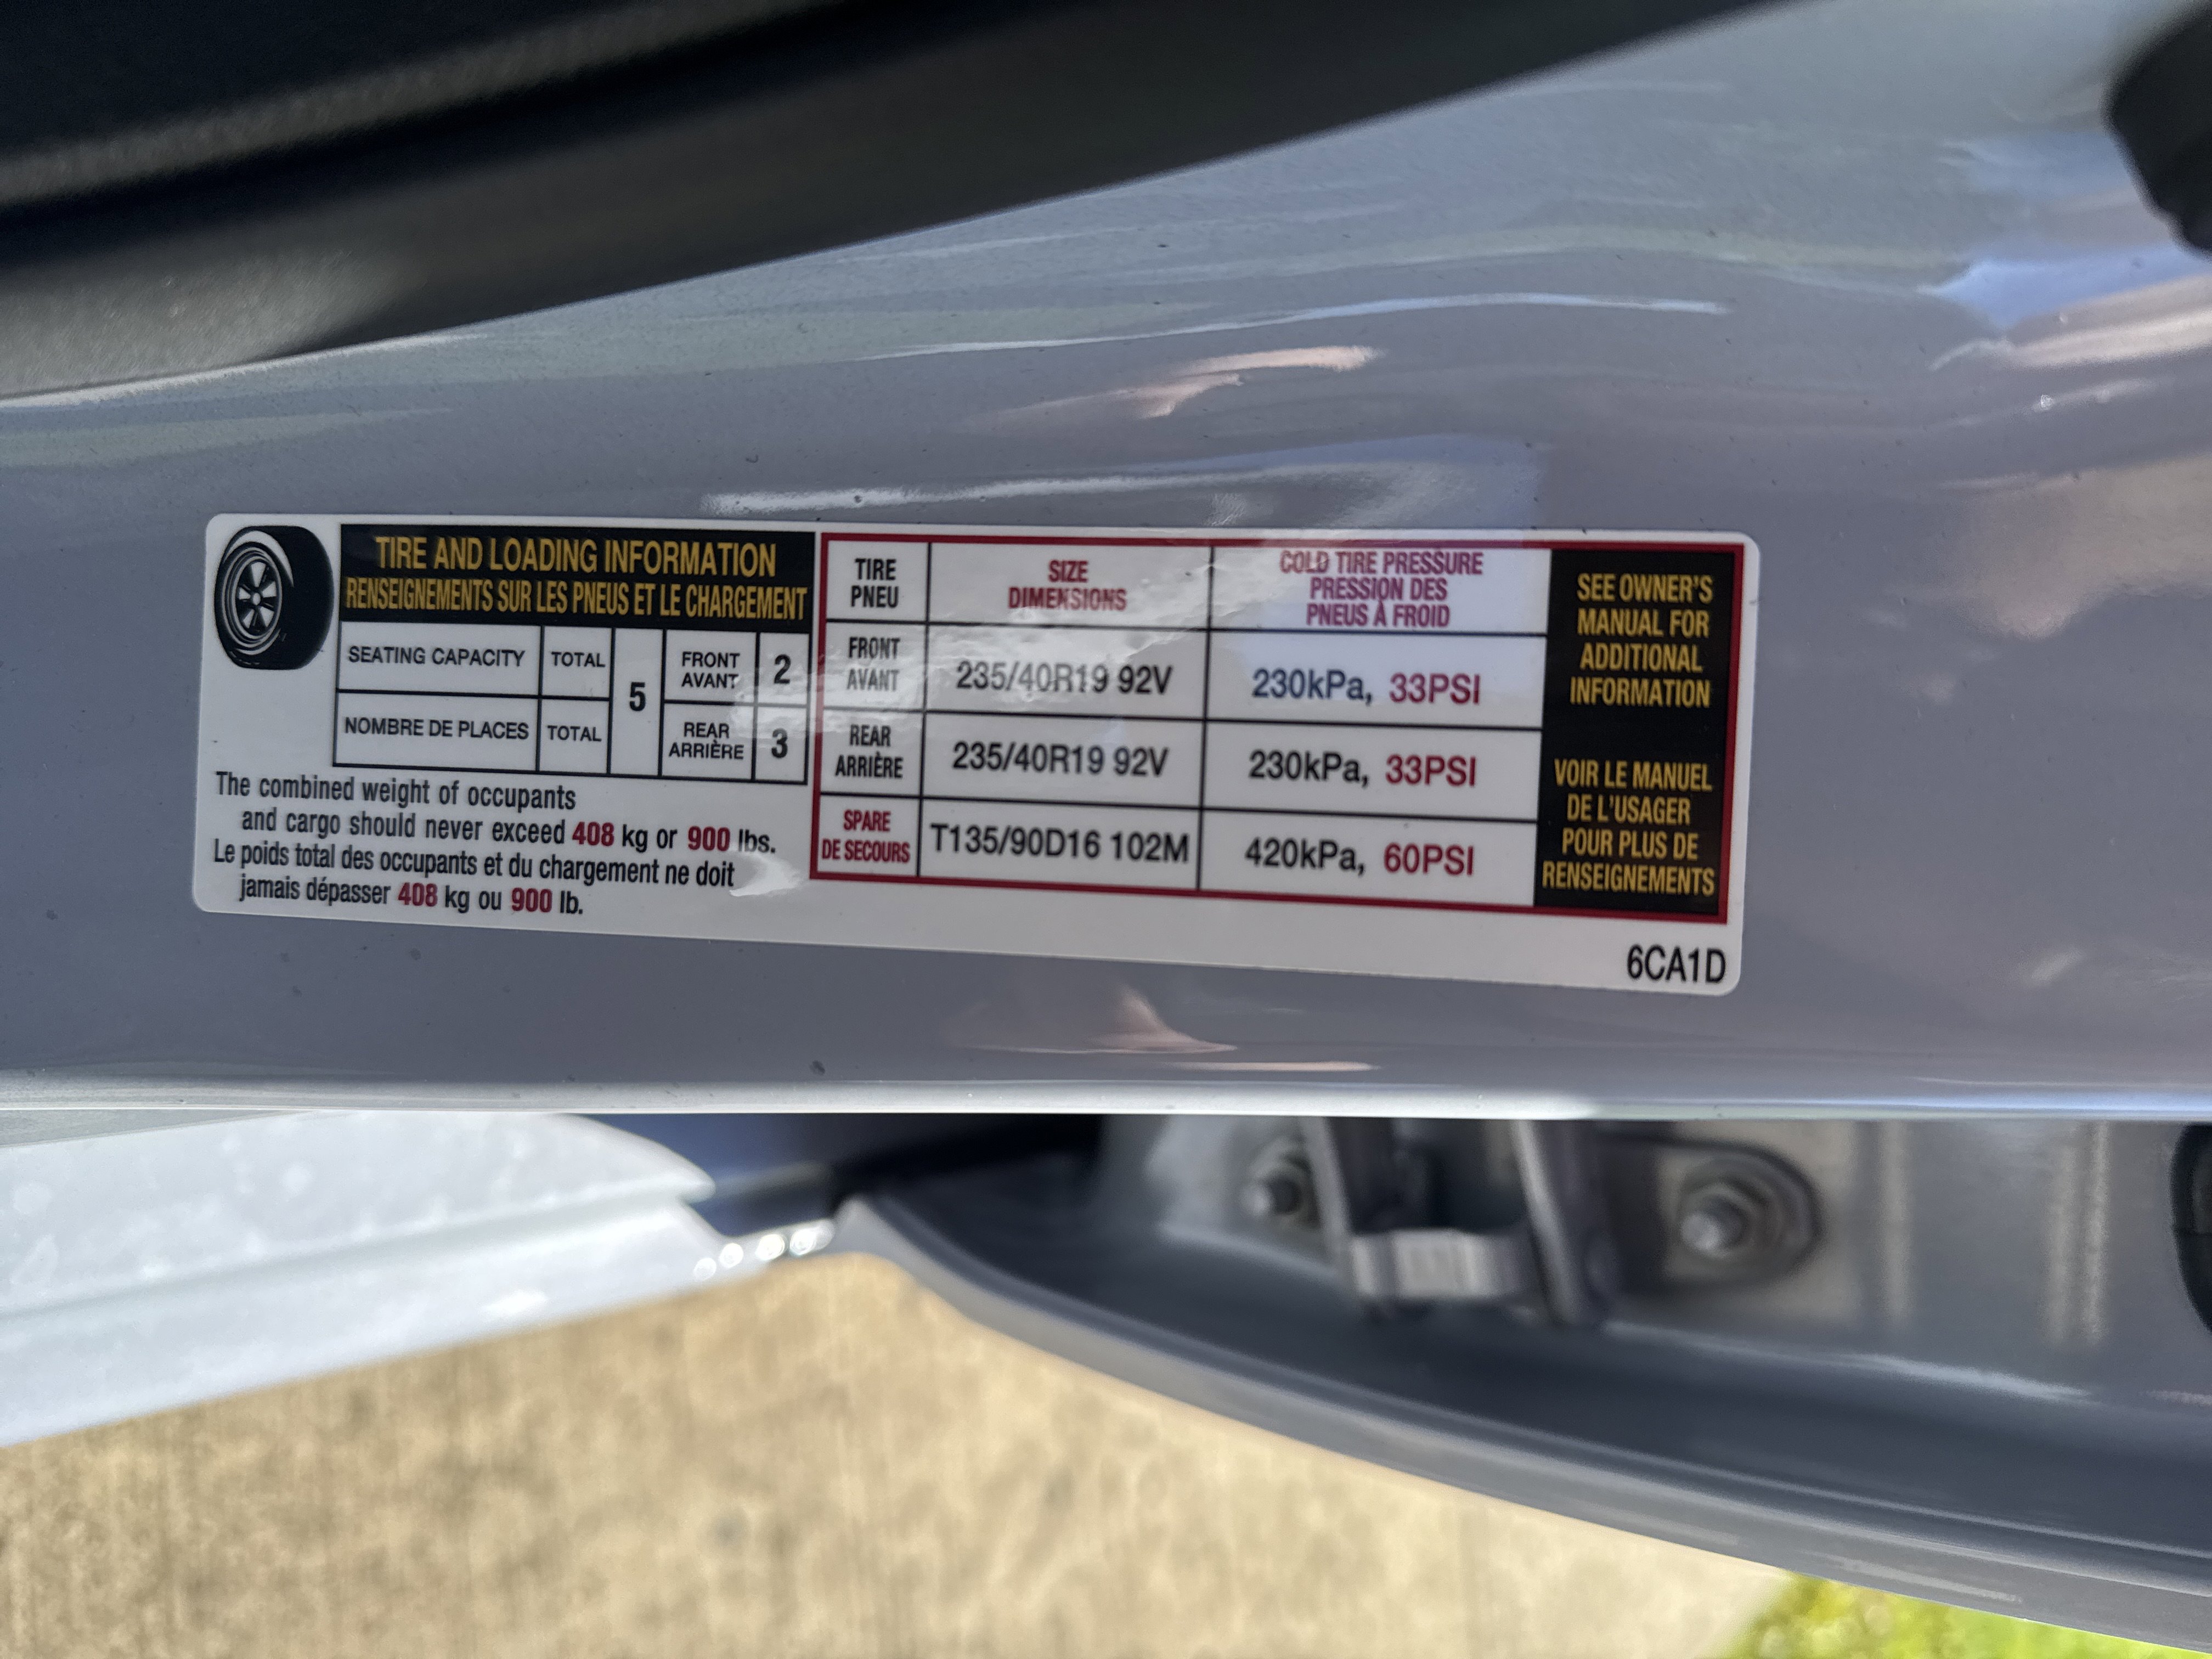 TIRE AND LOADING INFORMATION
RENSEIGNEMENTS SUR LES PNEUS ET LE CHARGEMENT
SEATING CAPACITY TOTAL
NOMBRE DE PLACES TOTAL
5
FRONT
AVANT
2
REAR
ARRIÈRE
3
The combined weight of occupants
and cargo should never exceed 408 kg or 900 lbs.
Le poids total des occupants et du chargement ne doit
jamais dépasser 408 kg ou 900 lb.
TIRE
PNEU
SIZE
DIMENSIONS
COLD TIRE PRESSURE
PRESSION DES
PNEUS À FROID
FRONT
AVANT
235/40R19 92V
230kPa, 33PSI
REAR
ARRIÈRE
235/40R19 92V
230kPa, 33PSI
SPARE
DE SECOURS
T135/90D16 102M
420kPa, 60PSI
SEE OWNER'S
MANUAL FOR
ADDITIONAL
INFORMATION
VOIR LE MANUEL
DE L'USAGER
POUR PLUS DE
RENSEIGNEMENTS
6CA1D